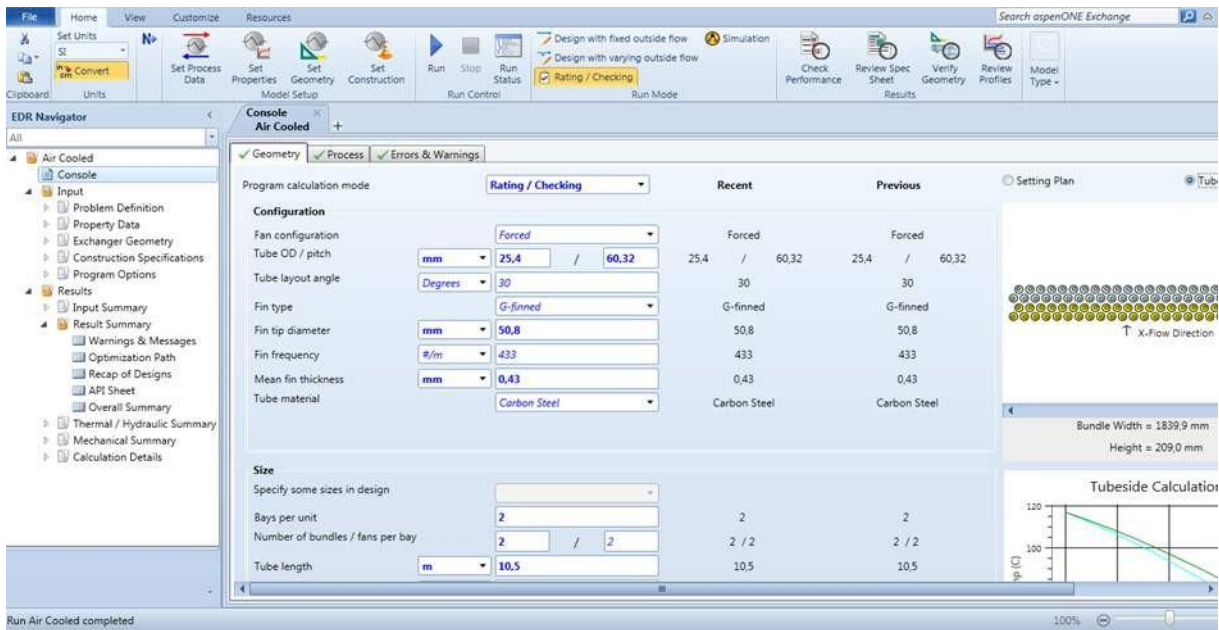 File Home View Customize Resources Search aspenONE Exchange
Set Units
SI
Convert
Clipboard Units
Set Process Data
Set Properties
Set Geometry
Set Construction
Model Setup
Run Stop Run Status
Run Control
Design with fixed outside flow
Design with varying outside flow
Rating / Checking
Simulation
Run Mode
Check Performance
Review Spec Sheet
Verify Geometry
Review Profiles
Results
Model Type
EDR Navigator
All
Air Cooled
Console
Input
Problem Definition
Property Data
Exchanger Geometry
Construction Specifications
Program Options
Results
Input Summary
Result Summary
Warnings & Messages
Optimization Path
Recap of Designs
API Sheet
Overall Summary
Thermal / Hydraulic Summary
Mechanical Summary
Calculation Details
Console
Air Cooled +
Geometry Process Errors & Warnings
Program calculation mode Rating / Checking Recent Previous
Configuration
Fan configuration Forced Forced Forced
Tube OD / pitch mm 25,4 / 60,32 25,4 / 60,32 25,4 / 60,32
Tube layout angle Degrees 30 30 30
Fin type G-finned G-finned G-finned
Fin tip diameter mm 50,8 50,8 50,8
Fin frequency #/m 433 433 433
Mean fin thickness mm 0,43 0,43 0,43
Tube material Carbon Steel Carbon Steel Carbon Steel
Size
Specify some sizes in design
Bays per unit 2 2 2
Number of bundles / fans per bay 2 / 2 2 / 2 2 / 2
Tube length m 10,5 10,5 10,5
Setting Plan
X-Flow Direction
Bundle Width = 1839,9 mm
Height = 209,0 mm
Tubeside Calculation
120
100
Run Air Cooled completed 100%